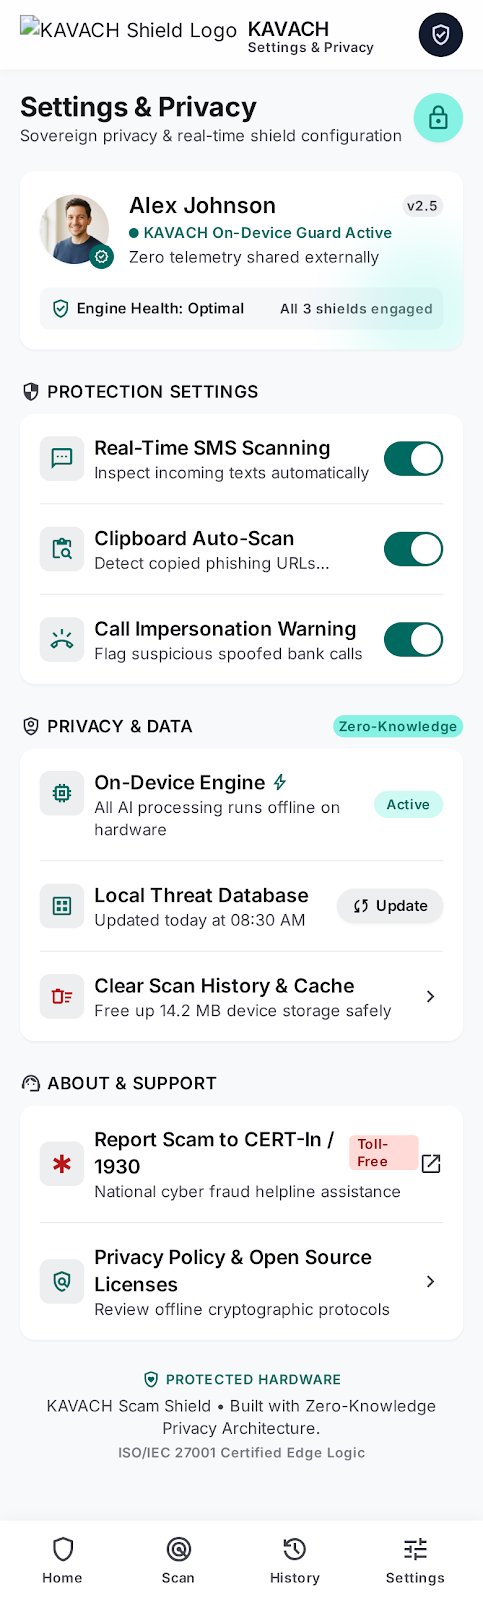 KAVACH Shield Logo
KAVACH
Settings & Privacy
Settings & Privacy
Sovereign privacy & real-time shield configuration
Alex Johnson
v2.5
KAVACH On-Device Guard Active
Zero telemetry shared externally
Engine Health: Optimal
All 3 shields engaged
PROTECTION SETTINGS
Real-Time SMS Scanning
Inspect incoming texts automatically
Clipboard Auto-Scan
Detect copied phishing URLs...
Call Impersonation Warning
Flag suspicious spoofed bank calls
PRIVACY & DATA
Zero-Knowledge
On-Device Engine
All AI processing runs offline on
hardware
Active
Local Threat Database
Updated today at 08:30 AM
Update
Clear Scan History & Cache
Free up 14.2 MB device storage safely
ABOUT & SUPPORT
Report Scam to CERT-In /
1930
Toll-
Free
National cyber fraud helpline assistance
Privacy Policy & Open Source
Licenses
Review offline cryptographic protocols
PROTECTED HARDWARE
KAVACH Scam Shield • Built with Zero-Knowledge
Privacy Architecture.
ISO/IEC 27001 Certified Edge Logic
Home
Scan
History
Settings